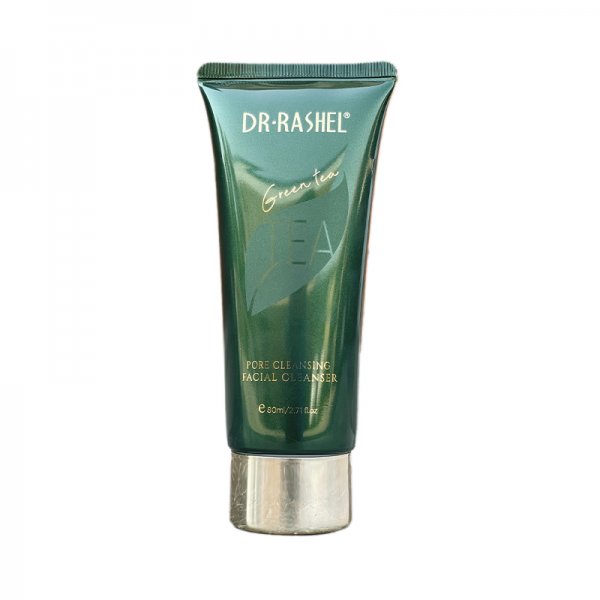 DR·RASHEL®
Green tea
TEA
PORE CLEANSING
FACIAL CLEANSER
℮ 80ml/2.71 fl.oz